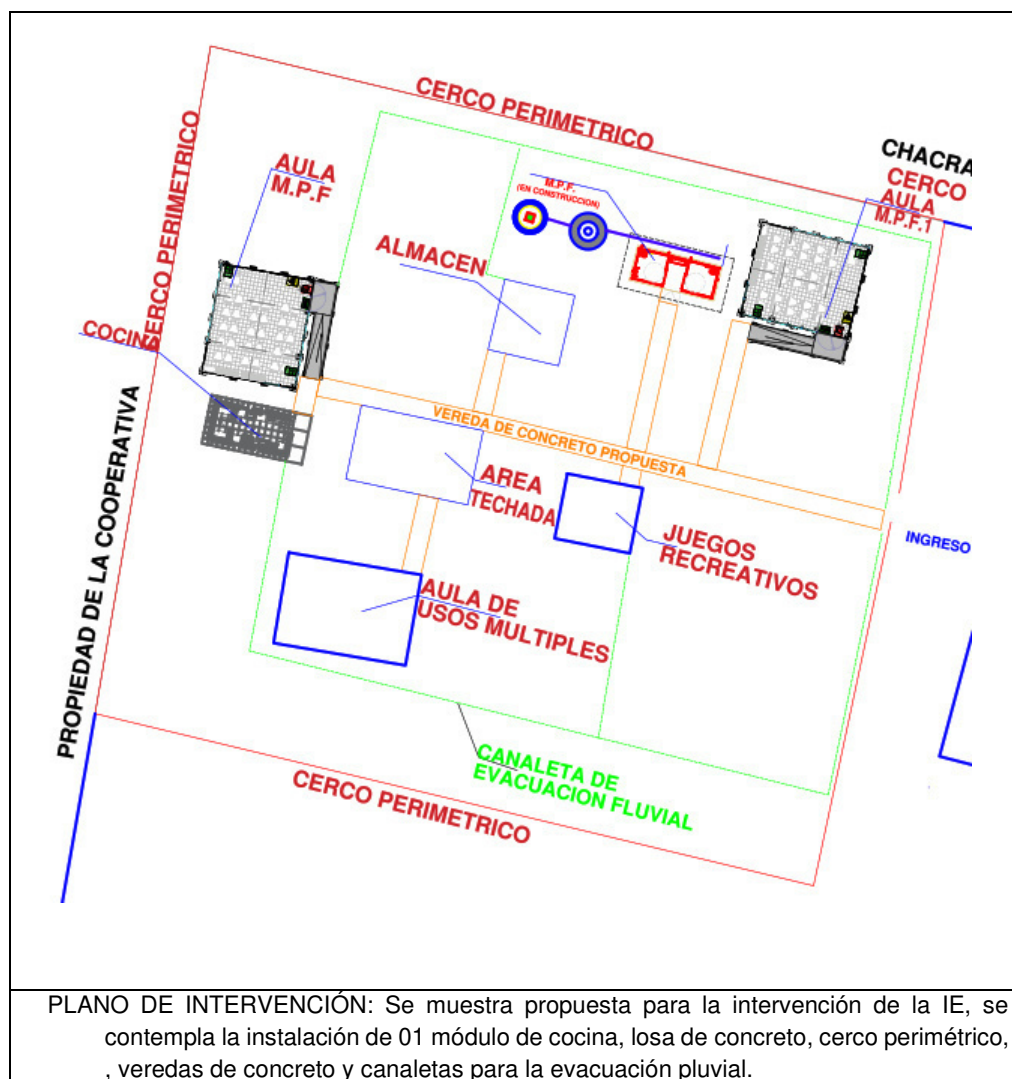 CERCO PERIMETRICO
CHACRA
CERCO
AULA
M.P.F.1
SERCO PERIMETRICO
AULA
M.P.F
M.P.F.
(EN CONSTRUCCION)
ALMACEN
COCIN
VEREDA DE CONCRETO PROPUESTA
AREA
TECHADA
JUEGOS
RECREATIVOS
INGRESO
AULA DE
USOS MULTIPLES
PROPIEDAD DE LA COOPERATIVA
CANALETA DE
EVACUACION FLUVIAL
CERCO PERIMETRICO
PLANO DE INTERVENCIÓN: Se muestra propuesta para la intervención de la IE, se
contempla la instalación de 01 módulo de cocina, losa de concreto, cerco perimétrico,
, veredas de concreto y canaletas para la evacuación pluvial.